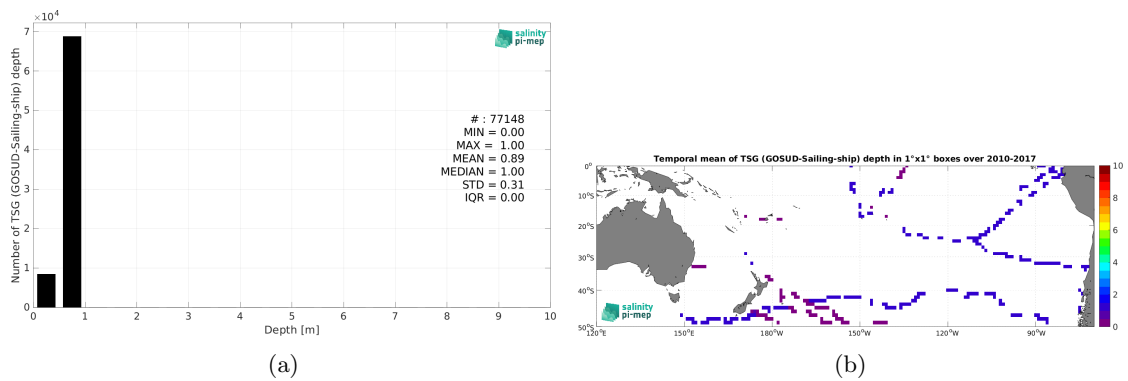 ×10⁴
7
6
5
4
3
2
1
0
Number of TSG (GOSUD-Sailing-ship) depth
salinity
pi-mep
# : 77148
MIN = 0.00
MAX = 1.00
MEAN = 0.89
MEDIAN = 1.00
STD = 0.31
IQR = 0.00
0 1 2 3 4 5 6 7 8 9 10
Depth [m]
(a)
Temporal mean of TSG (GOSUD-Sailing-ship) depth in 1°x1° boxes over 2010-2017
0°
10°S
20°S
30°S
40°S
50°S
120°E 150°E 180°W 150°W 120°W 90°W
salinity
pi-mep
10
8
6
4
2
0
(b)